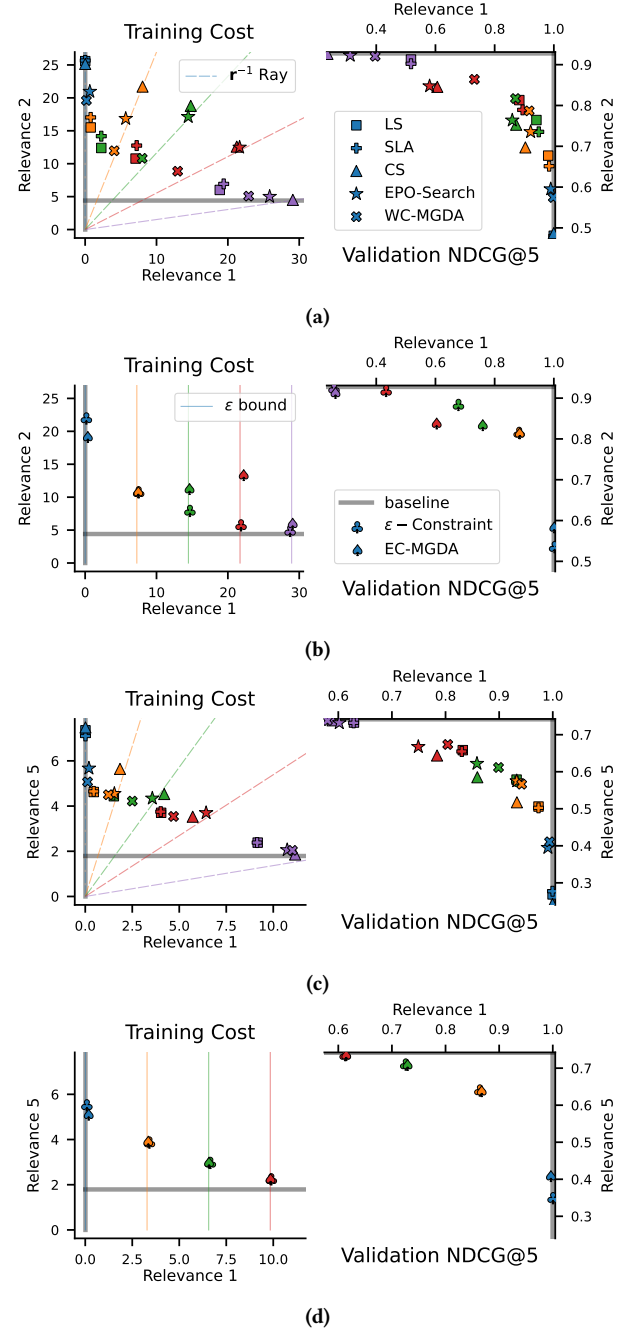 Training Cost
Relevance 2
25
20
15
10
5
0
0
10
20
30
Relevance 1
r⁻¹ Ray
Relevance 1
0.4
0.6
0.8
1.0
0.9
0.8
0.7
0.6
0.5
Relevance 2
LS
SLA
CS
EPO-Search
WC-MGDA
Validation NDCG@5
(a)
Training Cost
Relevance 2
25
20
15
10
5
0
0
10
20
30
Relevance 1
ε bound
Relevance 1
0.4
0.6
0.8
1.0
0.9
0.8
0.7
0.6
0.5
Relevance 2
baseline
ε − Constraint
EC-MGDA
Validation NDCG@5
(b)
Training Cost
Relevance 5
6
4
2
0
0.0
2.5
5.0
7.5
10.0
Relevance 1
Relevance 1
0.6
0.7
0.8
0.9
1.0
0.7
0.6
0.5
0.4
0.3
Relevance 5
Validation NDCG@5
(c)
Training Cost
Relevance 5
6
4
2
0
0.0
2.5
5.0
7.5
10.0
Relevance 1
Relevance 1
0.6
0.7
0.8
0.9
1.0
0.7
0.6
0.5
0.4
0.3
Relevance 5
Validation NDCG@5
(d)